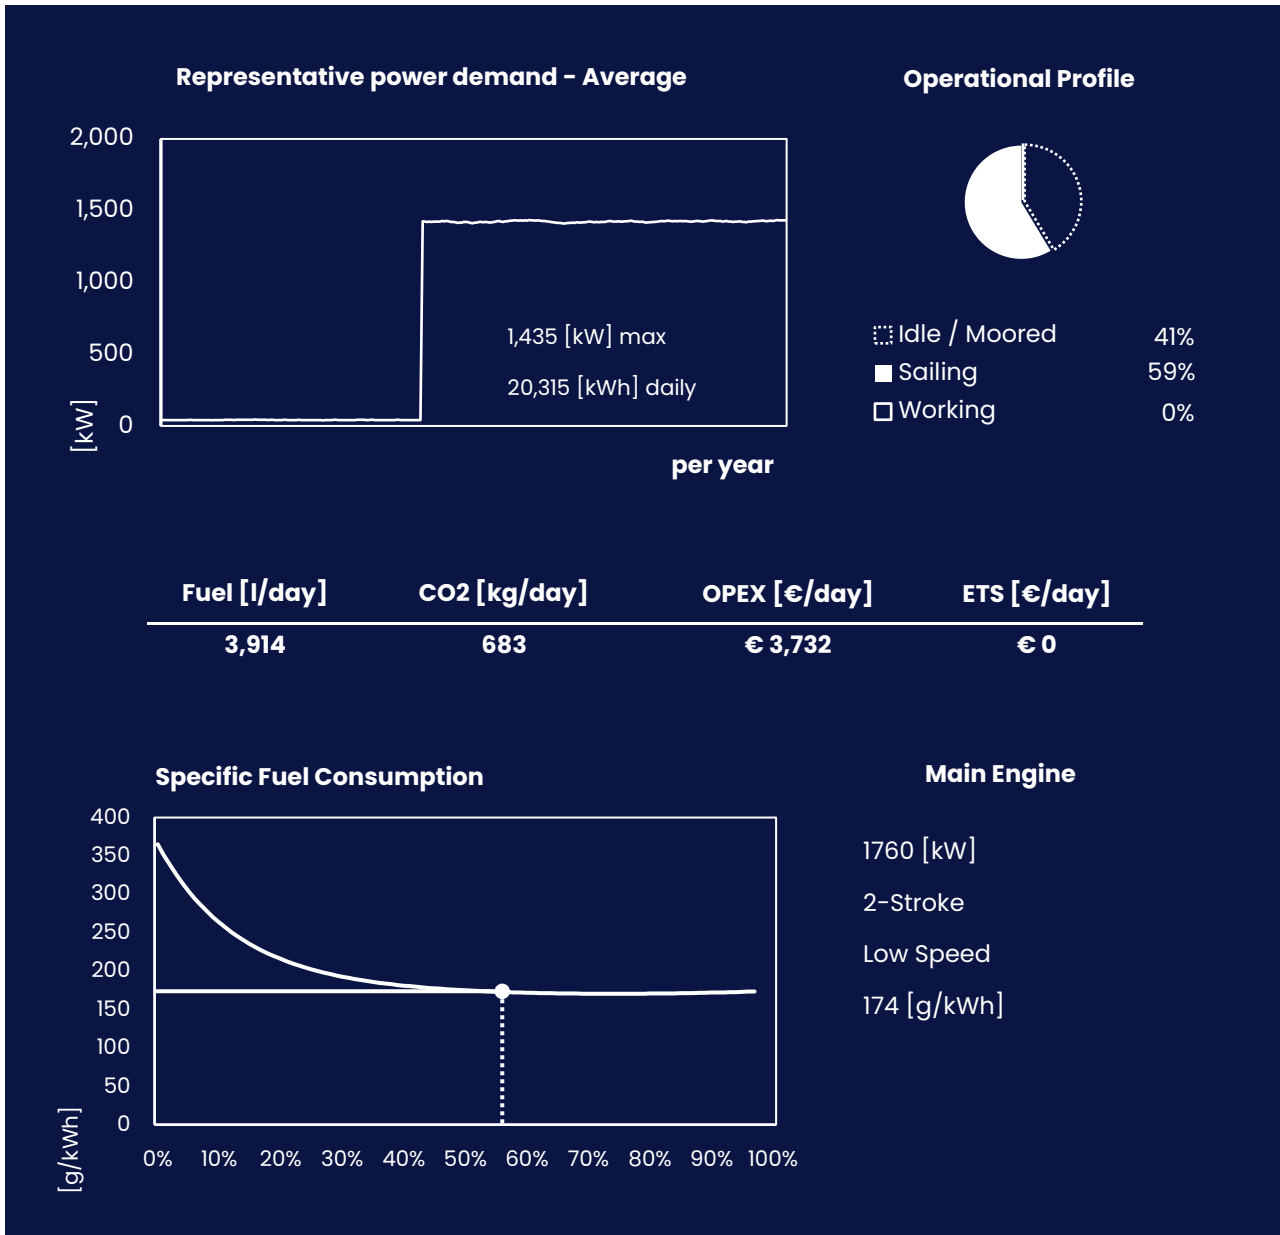 Representative power demand - Average
Operational Profile
2,000
1,500
1,000
500
0
[kW]
1,435 [kW] max
20,315 [kWh] daily
per year
Idle / Moored 41%
Sailing 59%
Working 0%
Fuel [l/day] CO2 [kg/day] OPEX [€/day] ETS [€/day]
3,914 683 € 3,732 € 0
Specific Fuel Consumption
Main Engine
400
350
300
250
200
150
100
50
0
[g/kWh]
0% 10% 20% 30% 40% 50% 60% 70% 80% 90% 100%
1760 [kW]
2-Stroke
Low Speed
174 [g/kWh]